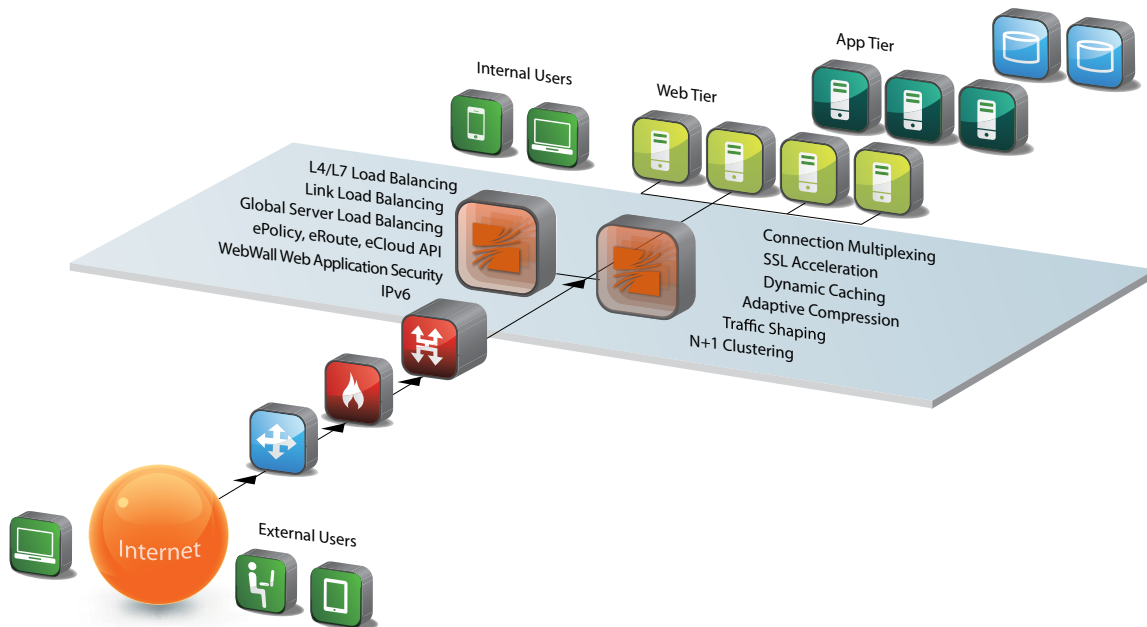 App Tier
Internal Users
Web Tier
L4/L7 Load Balancing
Link Load Balancing
Global Server Load Balancing
ePolicy, eRoute, eCloud API
WebWall Web Application Security
IPv6
Connection Multiplexing
SSL Acceleration
Dynamic Caching
Adaptive Compression
Traffic Shaping
N+1 Clustering
External Users
Internet